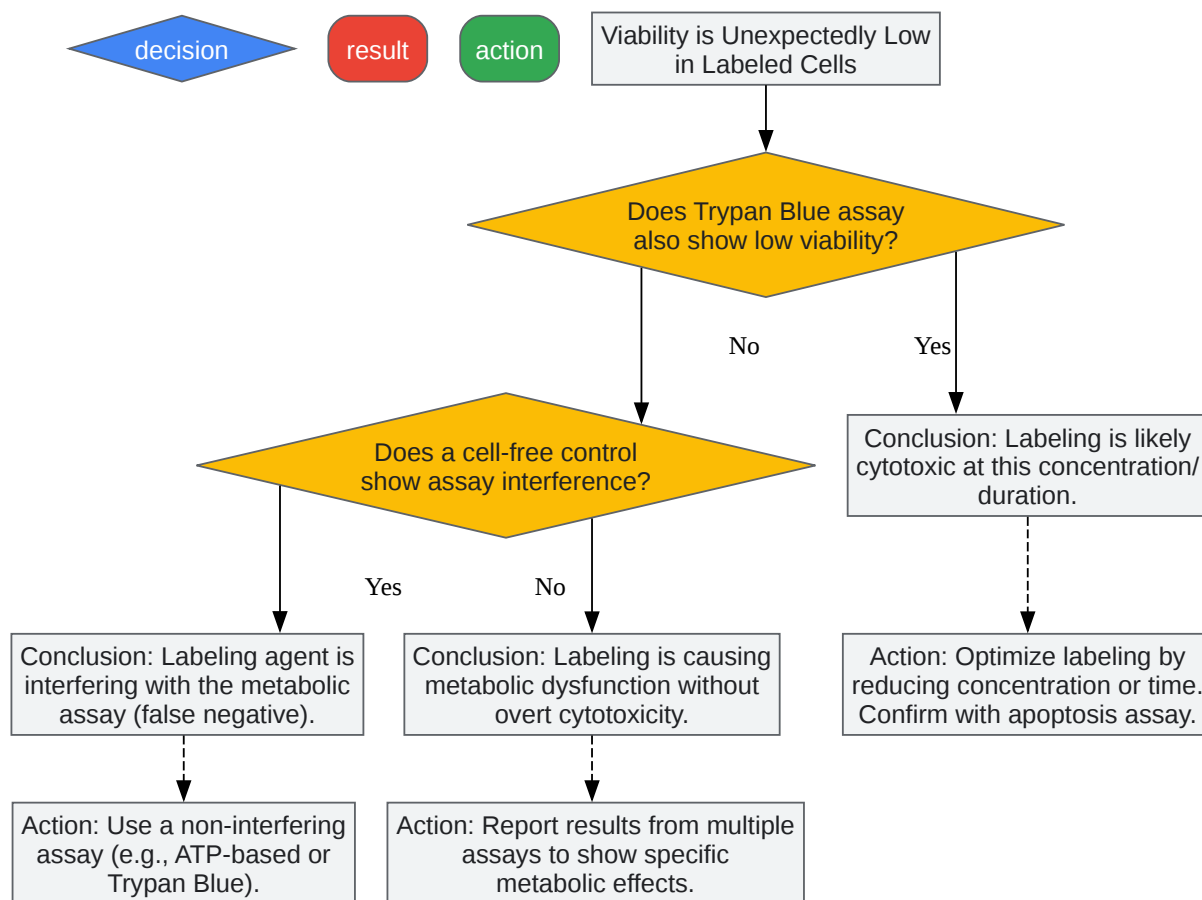 decision
result
action
Viability is Unexpectedly Low
in Labeled Cells
Does Trypan Blue assay
also show low viability?
No
Yes
Does a cell-free control
show assay interference?
Conclusion: Labeling is likely
cytotoxic at this concentration/
duration.
Yes
No
Conclusion: Labeling agent is
interfering with the metabolic
assay (false negative).
Conclusion: Labeling is causing
metabolic dysfunction without
overt cytotoxicity.
Action: Optimize labeling by
reducing concentration or time.
Confirm with apoptosis assay.
Action: Use a non-interfering
assay (e.g., ATP-based or
Trypan Blue).
Action: Report results from multiple
assays to show specific
metabolic effects.